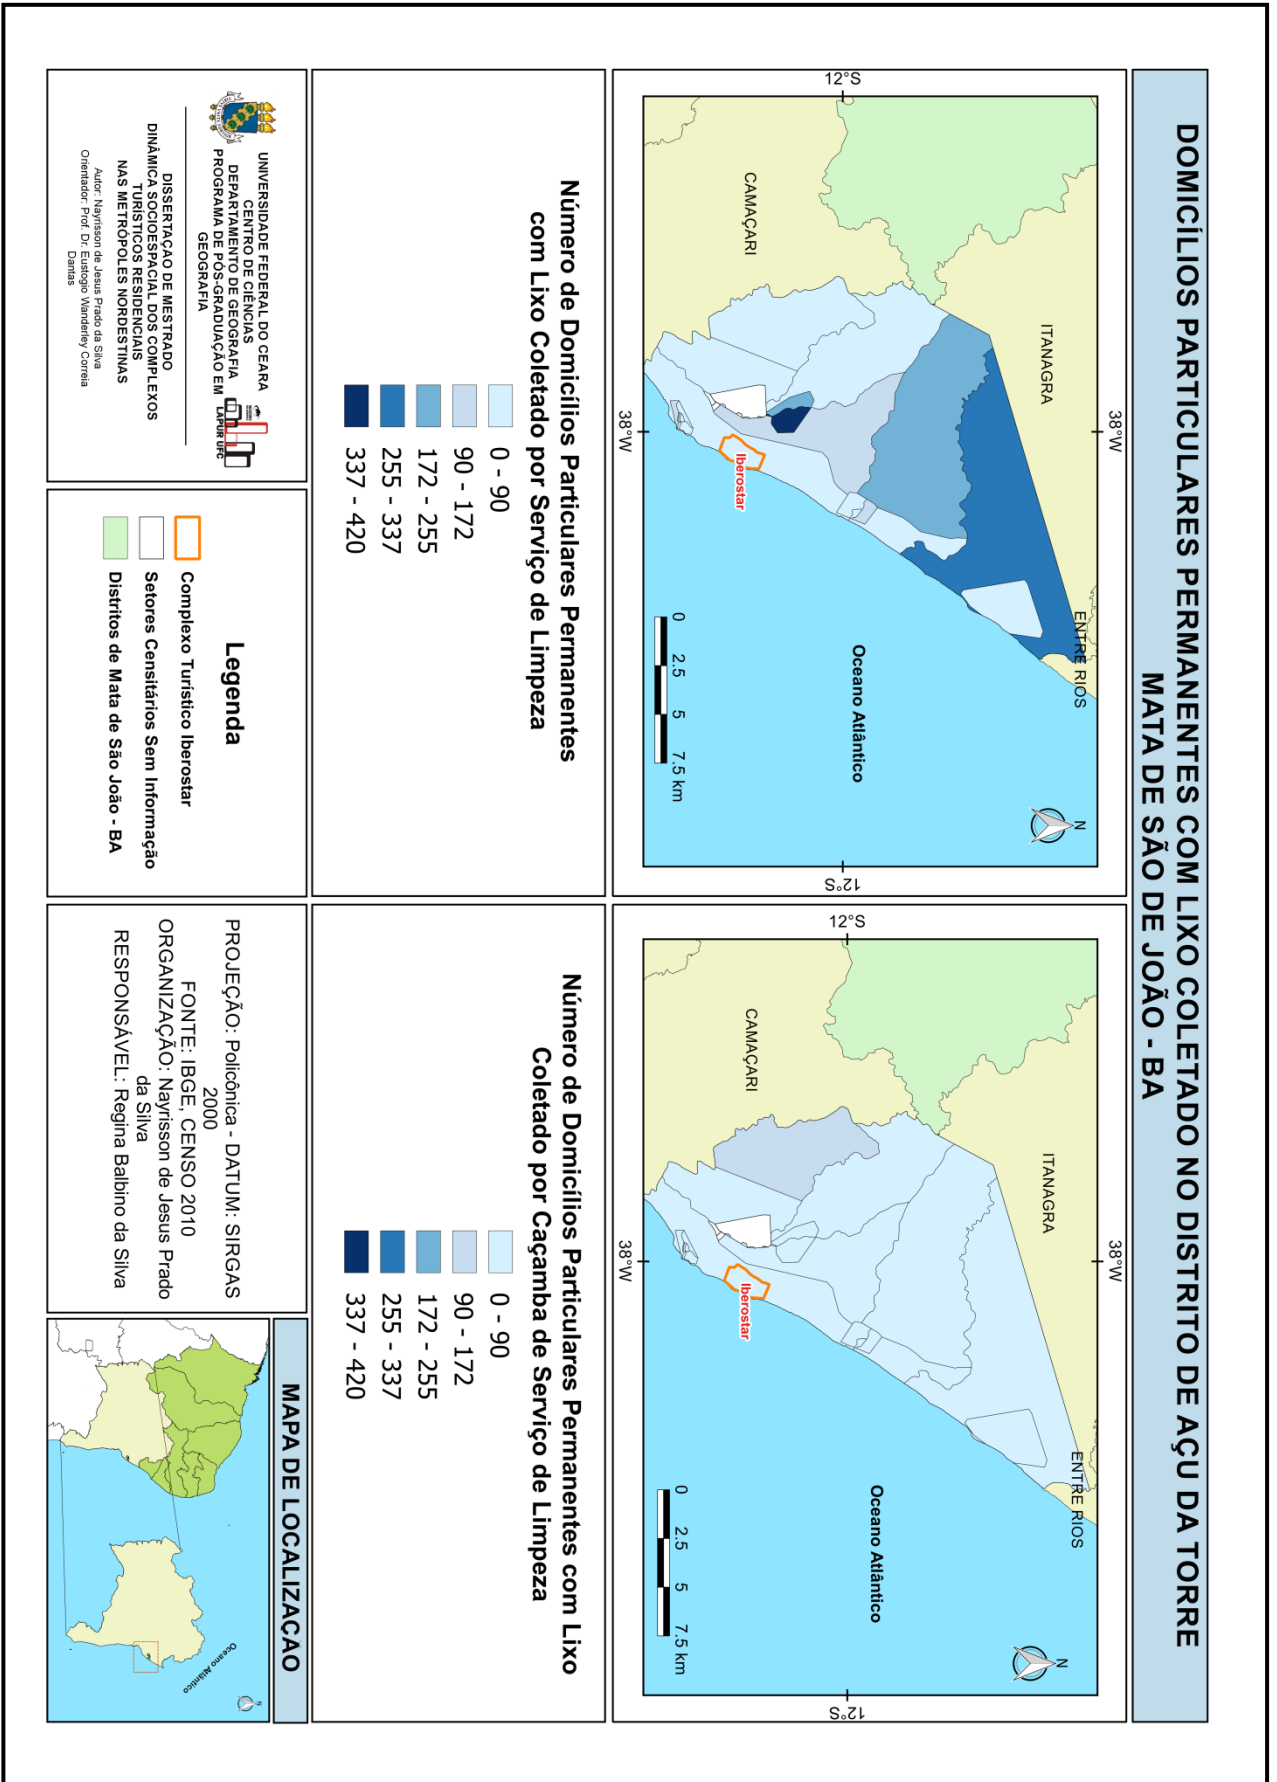 DOMICÍLIOS PARTICULARES PERMANENTES COM LIXO COLETADO NO DISTRITO DE AÇU DA TORRE
MATA DE SÃO DE JOÃO - BA
38°W
38°W
12°S
12°S
ITANAGRA
ENTRE RIOS
CAMAÇARI
Iberostar
Oceano Atlântico
N
0 2.5 5 7.5 km
38°W
38°W
12°S
12°S
ITANAGRA
ENTRE RIOS
CAMAÇARI
Iberostar
Oceano Atlântico
N
0 2.5 5 7.5 km
Número de Domicílios Particulares Permanentes
com Lixo Coletado por Serviço de Limpeza
0 - 90
90 - 172
172 - 255
255 - 337
337 - 420
Número de Domicílios Particulares Permanentes com Lixo
Coletado por Caçamba de Serviço de Limpeza
0 - 90
90 - 172
172 - 255
255 - 337
337 - 420
UNIVERSIDADE FEDERAL DO CEARA
CENTRO DE CIÊNCIAS
DEPARTAMENTO DE GEOGRAFIA
PROGRAMA DE PÓS-GRADUAÇÃO EM
GEOGRAFIA
LAPUR UFC
DISSERTAÇAO DE MESTRADO
DINÂMICA SOCIOESPACIAL DOS COMPLEXOS
TURÍSTICOS RESIDENCIAIS
NAS METRÓPOLES NORDESTINAS
Autor: Nayrisson de Jesus Prado da Silva
Orientador: Prof. Dr. Eustogio Wanderley Correia
Dantas
Legenda
Complexo Turístico Iberostar
Setores Censitários Sem Informação
Distritos de Mata de São João - BA
PROJEÇÃO: Policônica - DATUM: SIRGAS
2000
FONTE: IBGE, CENSO 2010
ORGANIZAÇÃO: Nayrisson de Jesus Prado
da Silva
RESPONSÁVEL: Regina Balbino da Silva
MAPA DE LOCALIZAÇAO
Oceano Atlântico
N